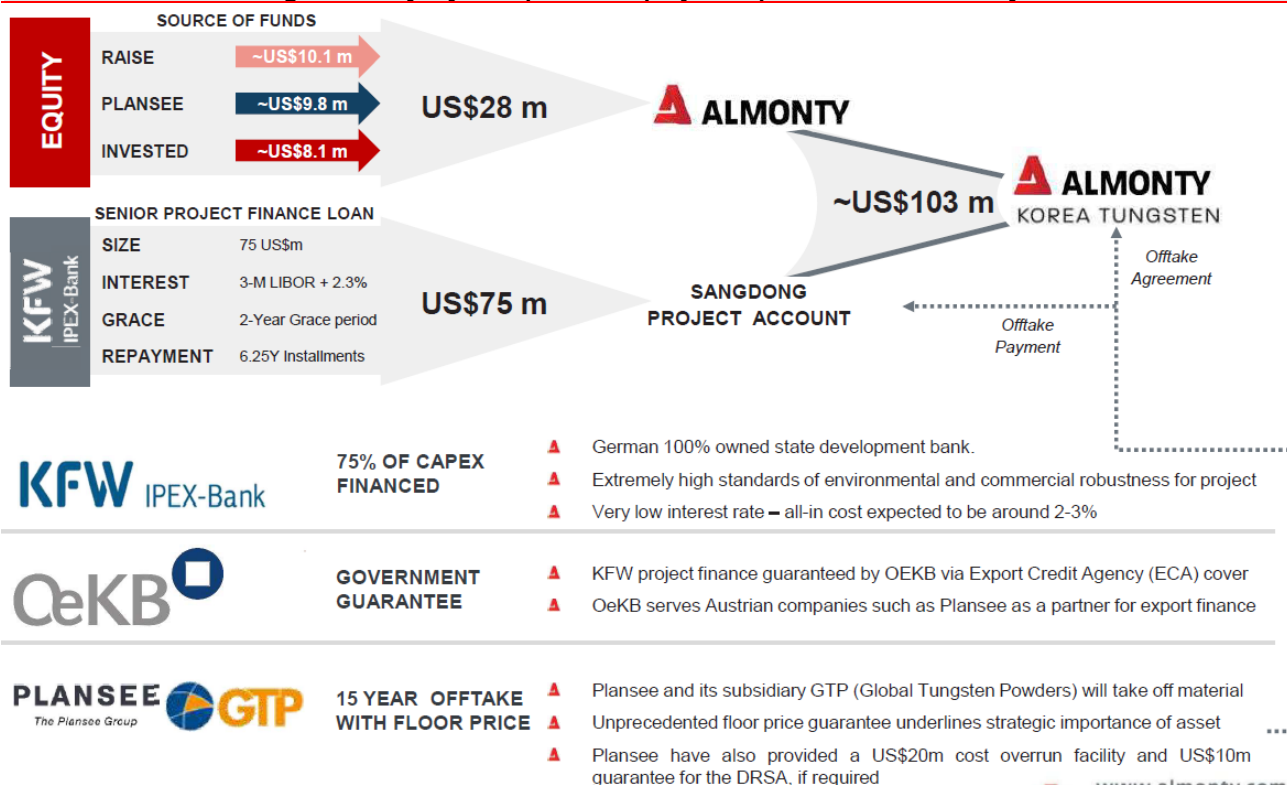 SOURCE OF FUNDS
EQUITY
RAISE ~US$10.1 m
PLANSEE ~US$9.8 m
INVESTED ~US$8.1 m
US$28 m
ALMONTY
~US$103 m
ALMONTY
KOREA TUNGSTEN
SENIOR PROJECT FINANCE LOAN
KFW
IPEX-Bank
SIZE 75 US$m
INTEREST 3-M LIBOR + 2.3%
GRACE 2-Year Grace period
REPAYMENT 6.25Y Installments
US$75 m
SANGDONG
PROJECT ACCOUNT
Offtake
Agreement
Offtake
Payment
KFW IPEX-Bank
75% OF CAPEX
FINANCED
German 100% owned state development bank.
Extremely high standards of environmental and commercial robustness for project
Very low interest rate – all-in cost expected to be around 2-3%
OeKB
GOVERNMENT
GUARANTEE
KFW project finance guaranteed by OEKB via Export Credit Agency (ECA) cover
OeKB serves Austrian companies such as Plansee as a partner for export finance
PLANSEE
The Plansee Group
GTP
15 YEAR OFFTAKE
WITH FLOOR PRICE
Plansee and its subsidiary GTP (Global Tungsten Powders) will take off material
Unprecedented floor price guarantee underlines strategic importance of asset
Plansee have also provided a US$20m cost overrun facility and US$10m
guarantee for the DRSA, if required
www.almonty.com